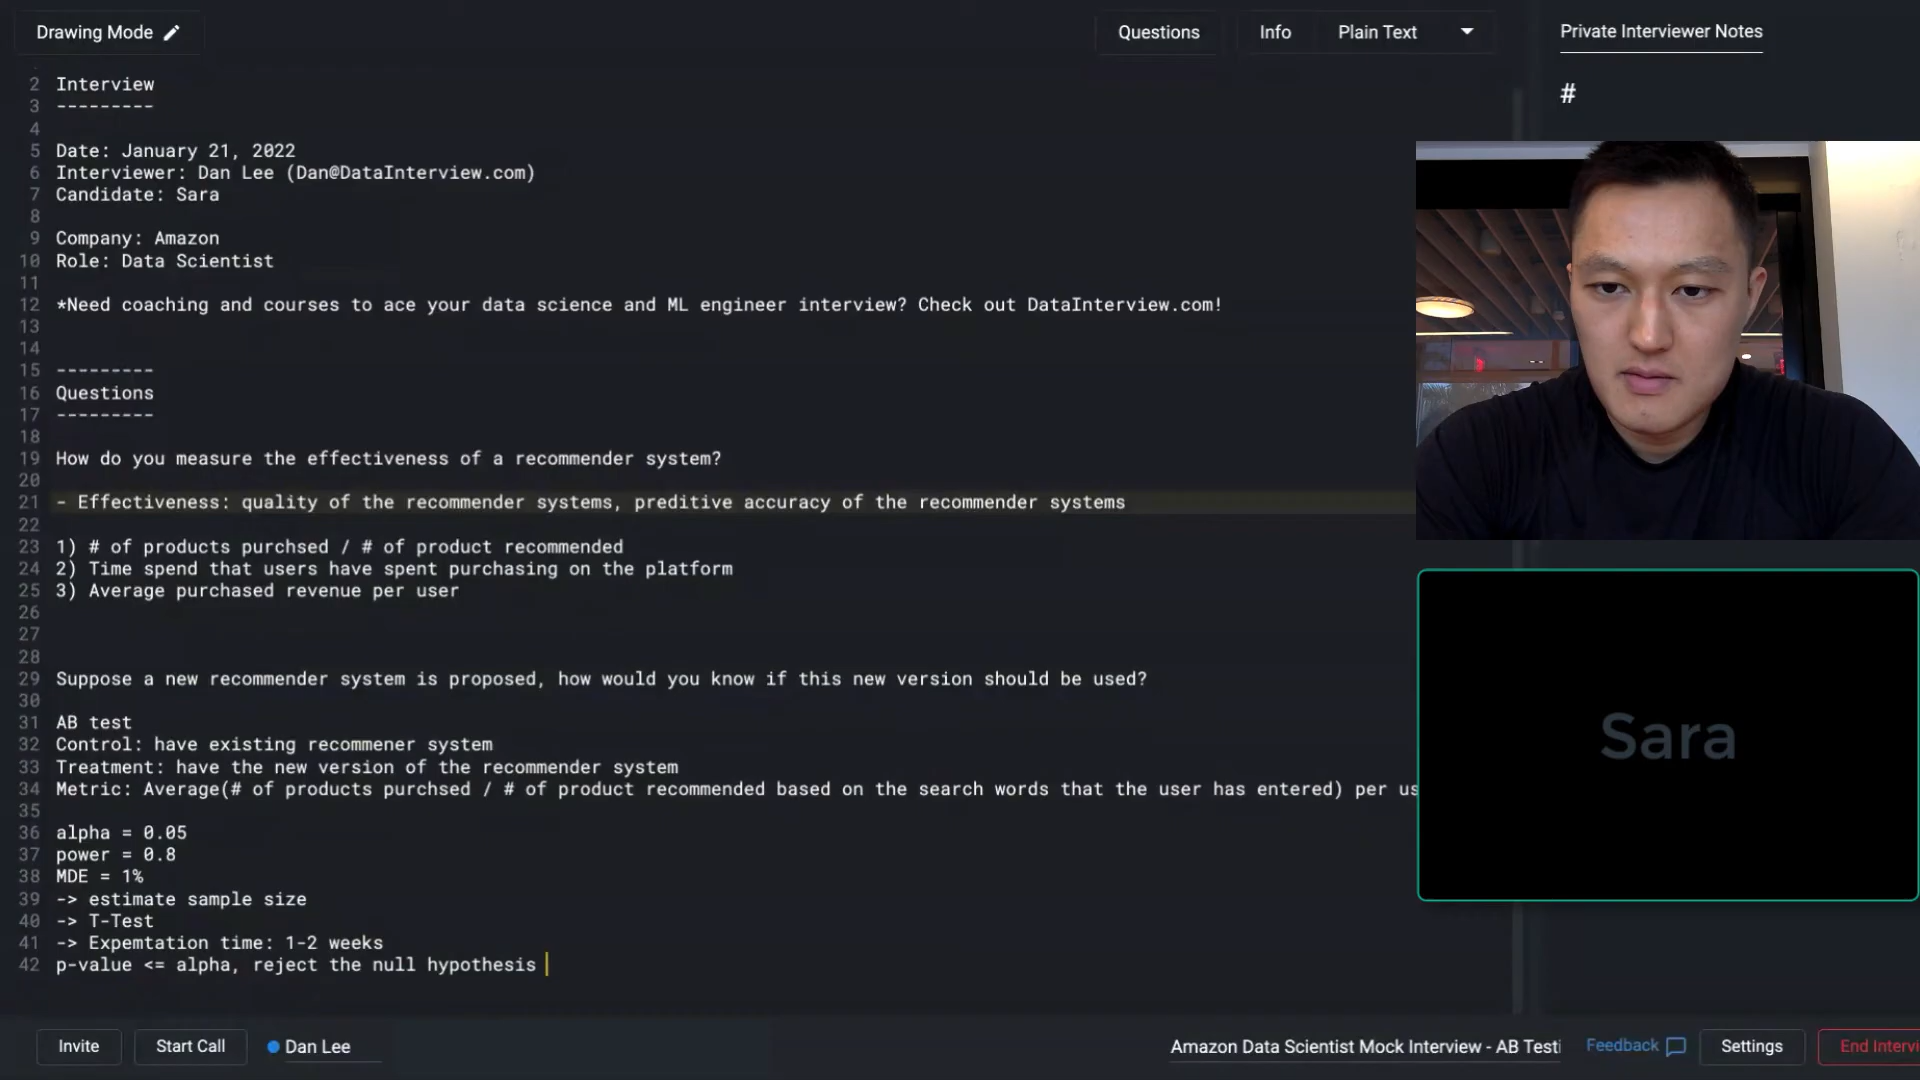 Drawing Mode
Questions
Info
Plain Text
Private Interviewer Notes
#
2 Interview
3 ---------
4
5 Date: January 21, 2022
6 Interviewer: Dan Lee (Dan@DataInterview.com)
7 Candidate: Sara
8
9 Company: Amazon
10 Role: Data Scientist
11
12 *Need coaching and courses to ace your data science and ML engineer interview? Check out DataInterview.com!
13
14
15 ---------
16 Questions
17 ---------
18
19 How do you measure the effectiveness of a recommender system?
20
21 - Effectiveness: quality of the recommender systems, preditive accuracy of the recommender systems
22
23 1) # of products purchsed / # of product recommended
24 2) Time spend that users have spent purchasing on the platform
25 3) Average purchased revenue per user
26
27
28
29 Suppose a new recommender system is proposed, how would you know if this new version should be used?
30
31 AB test
32 Control: have existing recommener system
33 Treatment: have the new version of the recommender system
34 Metric: Average(# of products purchsed / # of product recommended based on the search words that the user has entered) per us
35
36 alpha = 0.05
37 power = 0.8
38 MDE = 1%
39 -> estimate sample size
40 -> T-Test
41 -> Expemtation time: 1-2 weeks
42 p-value <= alpha, reject the null hypothesis
Sara
Invite
Start Call
Dan Lee
Amazon Data Scientist Mock Interview - AB Testi
Feedback
Settings
End Intervi